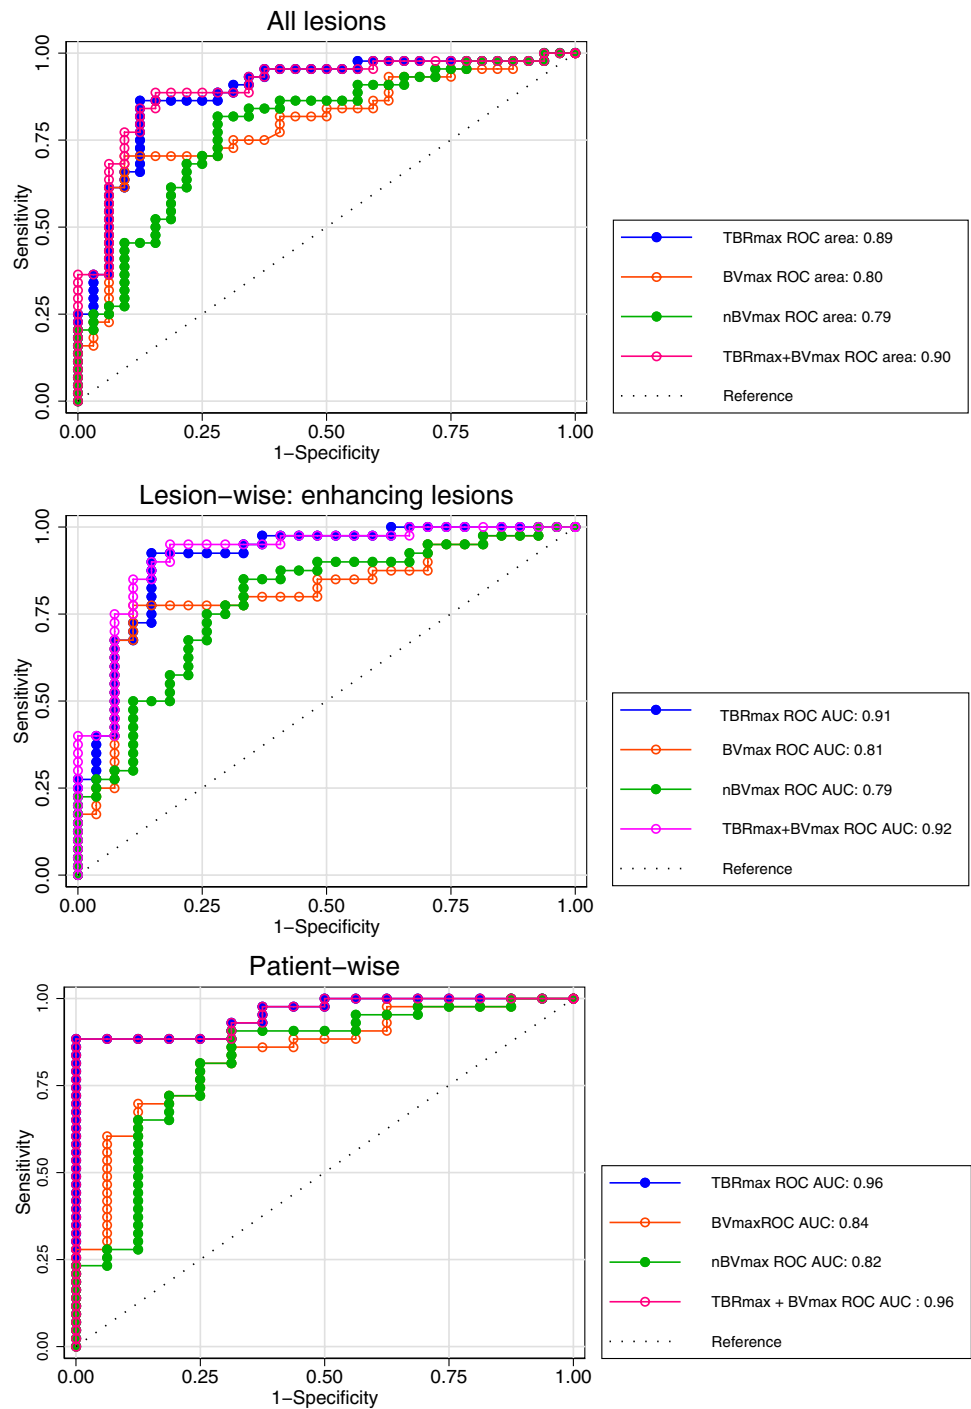 All lesions
Sensitivity
1.00
0.75
0.50
0.25
0.00
0.00 0.25 0.50 0.75 1.00
1−Specificity
TBRmax ROC area: 0.89
BVmax ROC area: 0.80
nBVmax ROC area: 0.79
TBRmax+BVmax ROC area: 0.90
Reference
Lesion−wise: enhancing lesions
Sensitivity
1.00
0.75
0.50
0.25
0.00
0.00 0.25 0.50 0.75 1.00
1−Specificity
TBRmax ROC AUC: 0.91
BVmax ROC AUC: 0.81
nBVmax ROC AUC: 0.79
TBRmax+BVmax ROC AUC: 0.92
Reference
Patient−wise
Sensitivity
1.00
0.75
0.50
0.25
0.00
0.00 0.25 0.50 0.75 1.00
1−Specificity
TBRmax ROC AUC: 0.96
BVmaxROC AUC: 0.84
nBVmax ROC AUC: 0.82
TBRmax + BVmax ROC AUC : 0.96
Reference